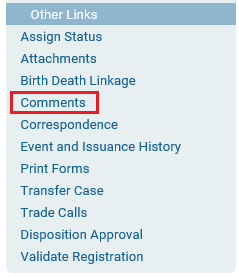 Other Links
Assign Status
Attachments
Birth Death Linkage
Comments
Correspondence
Event and Issuance History
Print Forms
Transfer Case
Trade Calls
Disposition Approval
Validate Registration